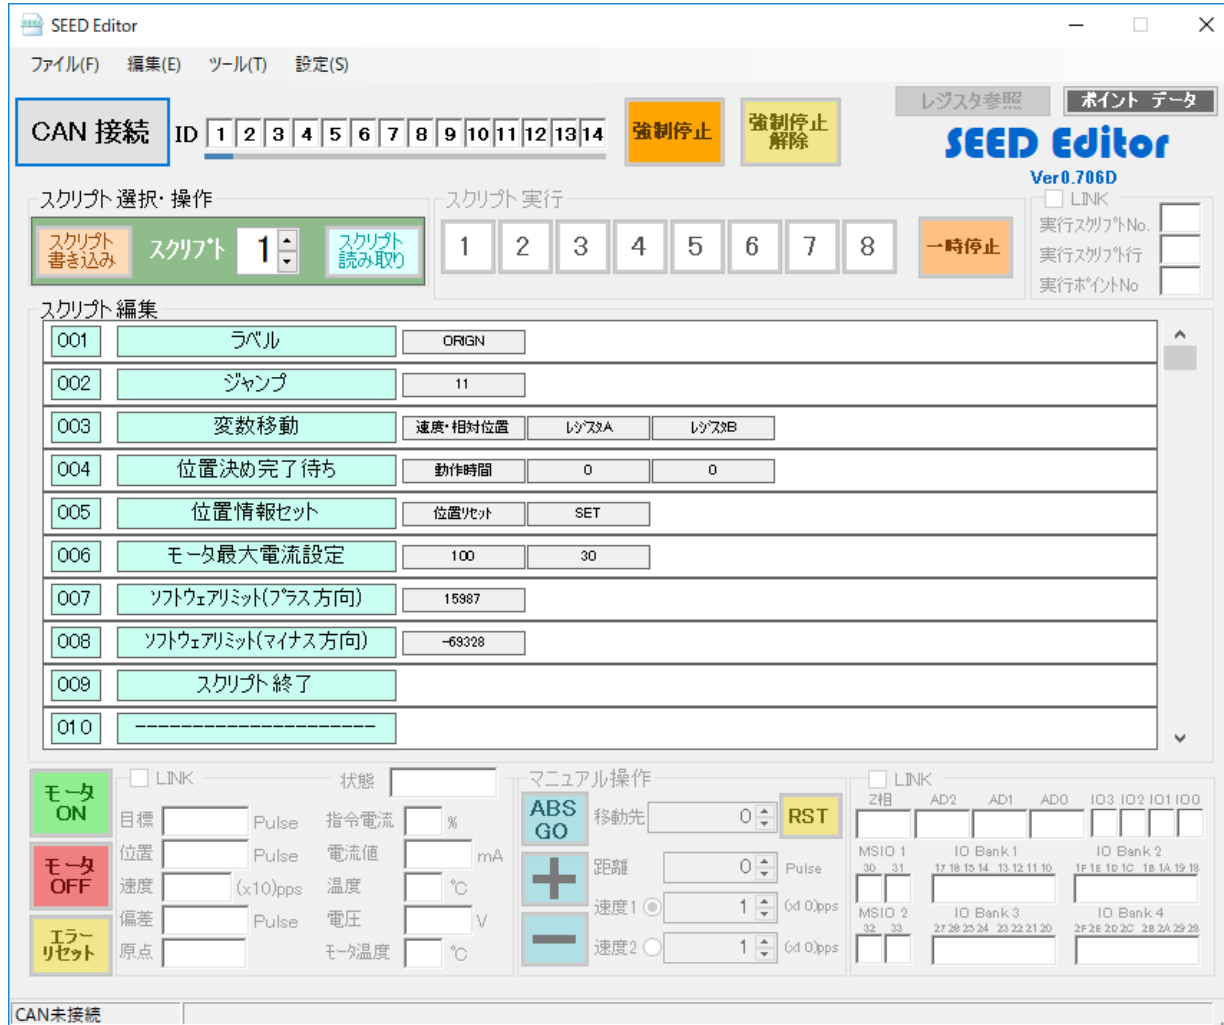 SEED Editor
ファイル(F) 編集(E) ツール(T) 設定(S)
CAN 接続 ID 1 2 3 4 5 6 7 8 9 10 11 12 13 14 強制停止 強制停止解除
レジスタ参照 ポイント データ
SEED Editor
Ver0.706D
スクリプト 選択・操作
スクリプト書き込み スクリプト 1 スクリプト読み取り
スクリプト 実行
1 2 3 4 5 6 7 8 一時停止
LINK
実行スクリプトNo.
実行スクリプト行
実行ポイントNo
スクリプト 編集
001 ラベル ORIGN
002 ジャンプ 11
003 変数移動 速度・相対位置 レジスタA レジスタB
004 位置決め完了待ち 動作時間 0 0
005 位置情報セット 位置リセット SET
006 モータ最大電流設定 100 30
007 ソフトウェアリミット(プラス方向) 15987
008 ソフトウェアリミット(マイナス方向) -69328
009 スクリプト 終了
010 ---------------------
モータ ON
モータ OFF
エラー リセット
LINK 状態
目標 Pulse 指令電流 %
位置 Pulse 電流値 mA
速度 (x10)pps 温度 ℃
偏差 Pulse 電圧 V
原点 モータ温度 ℃
マニュアル操作
ABS GO 移動先 0 RST
+ 距離 0 Pulse
速度1 1 (x10)pps
- 速度2 1 (x10)pps
LINK
Z相 AD2 AD1 AD0 IO3 IO2 IO1 IO0
MSIO 1 IO Bank 1 IO Bank 2
30 31 17 16 15 14 13 12 11 10 1F 1E 1D 1C 1B 1A 19 18
MSIO 2 IO Bank 3 IO Bank 4
32 33 27 26 25 24 23 22 21 20 2F 2E 2D 2C 2B 2A 29 28
CAN未接続